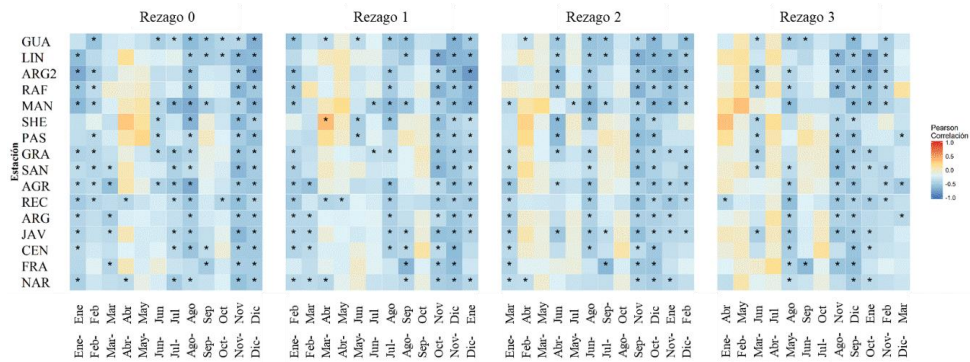 Rezago 0
Rezago 1
Rezago 2
Rezago 3
Estación
GUA
LIN
ARG2
RAF
MAN
SHE
PAS
GRA
SAN
AGR
REC
ARG
JAV
CEN
FRA
NAR
Ene- Ene
Feb- Feb
Mar- Mar
Abr- Abr
May- May
Jun- Jun
Jul- Jul
Ago- Ago
Sep- Sep
Oct- Oct
Nov- Nov
Dic- Dic
Ene- Feb
Feb- Mar
Mar- Abr
Abr- May
May- Jun
Jun- Jul
Jul- Ago
Ago- Sep
Sep- Oct
Oct- Nov
Nov- Dic
Dic- Ene
Ene- Mar
Feb- Abr
Mar- May
Abr- Jun
May- Jul
Jun- Ago
Jul- Sep
Ago- Oct
Sep- Nov
Oct- Dic
Nov- Ene
Dic- Feb
Ene- Abr
Feb- May
Mar- Jun
Abr- Jul
May- Ago
Jun- Sep
Jul- Oct
Ago- Nov
Sep- Dic
Oct- Ene
Nov- Feb
Dic- Mar
Pearson
Correlación
1.0
0.5
0.0
-0.5
-1.0